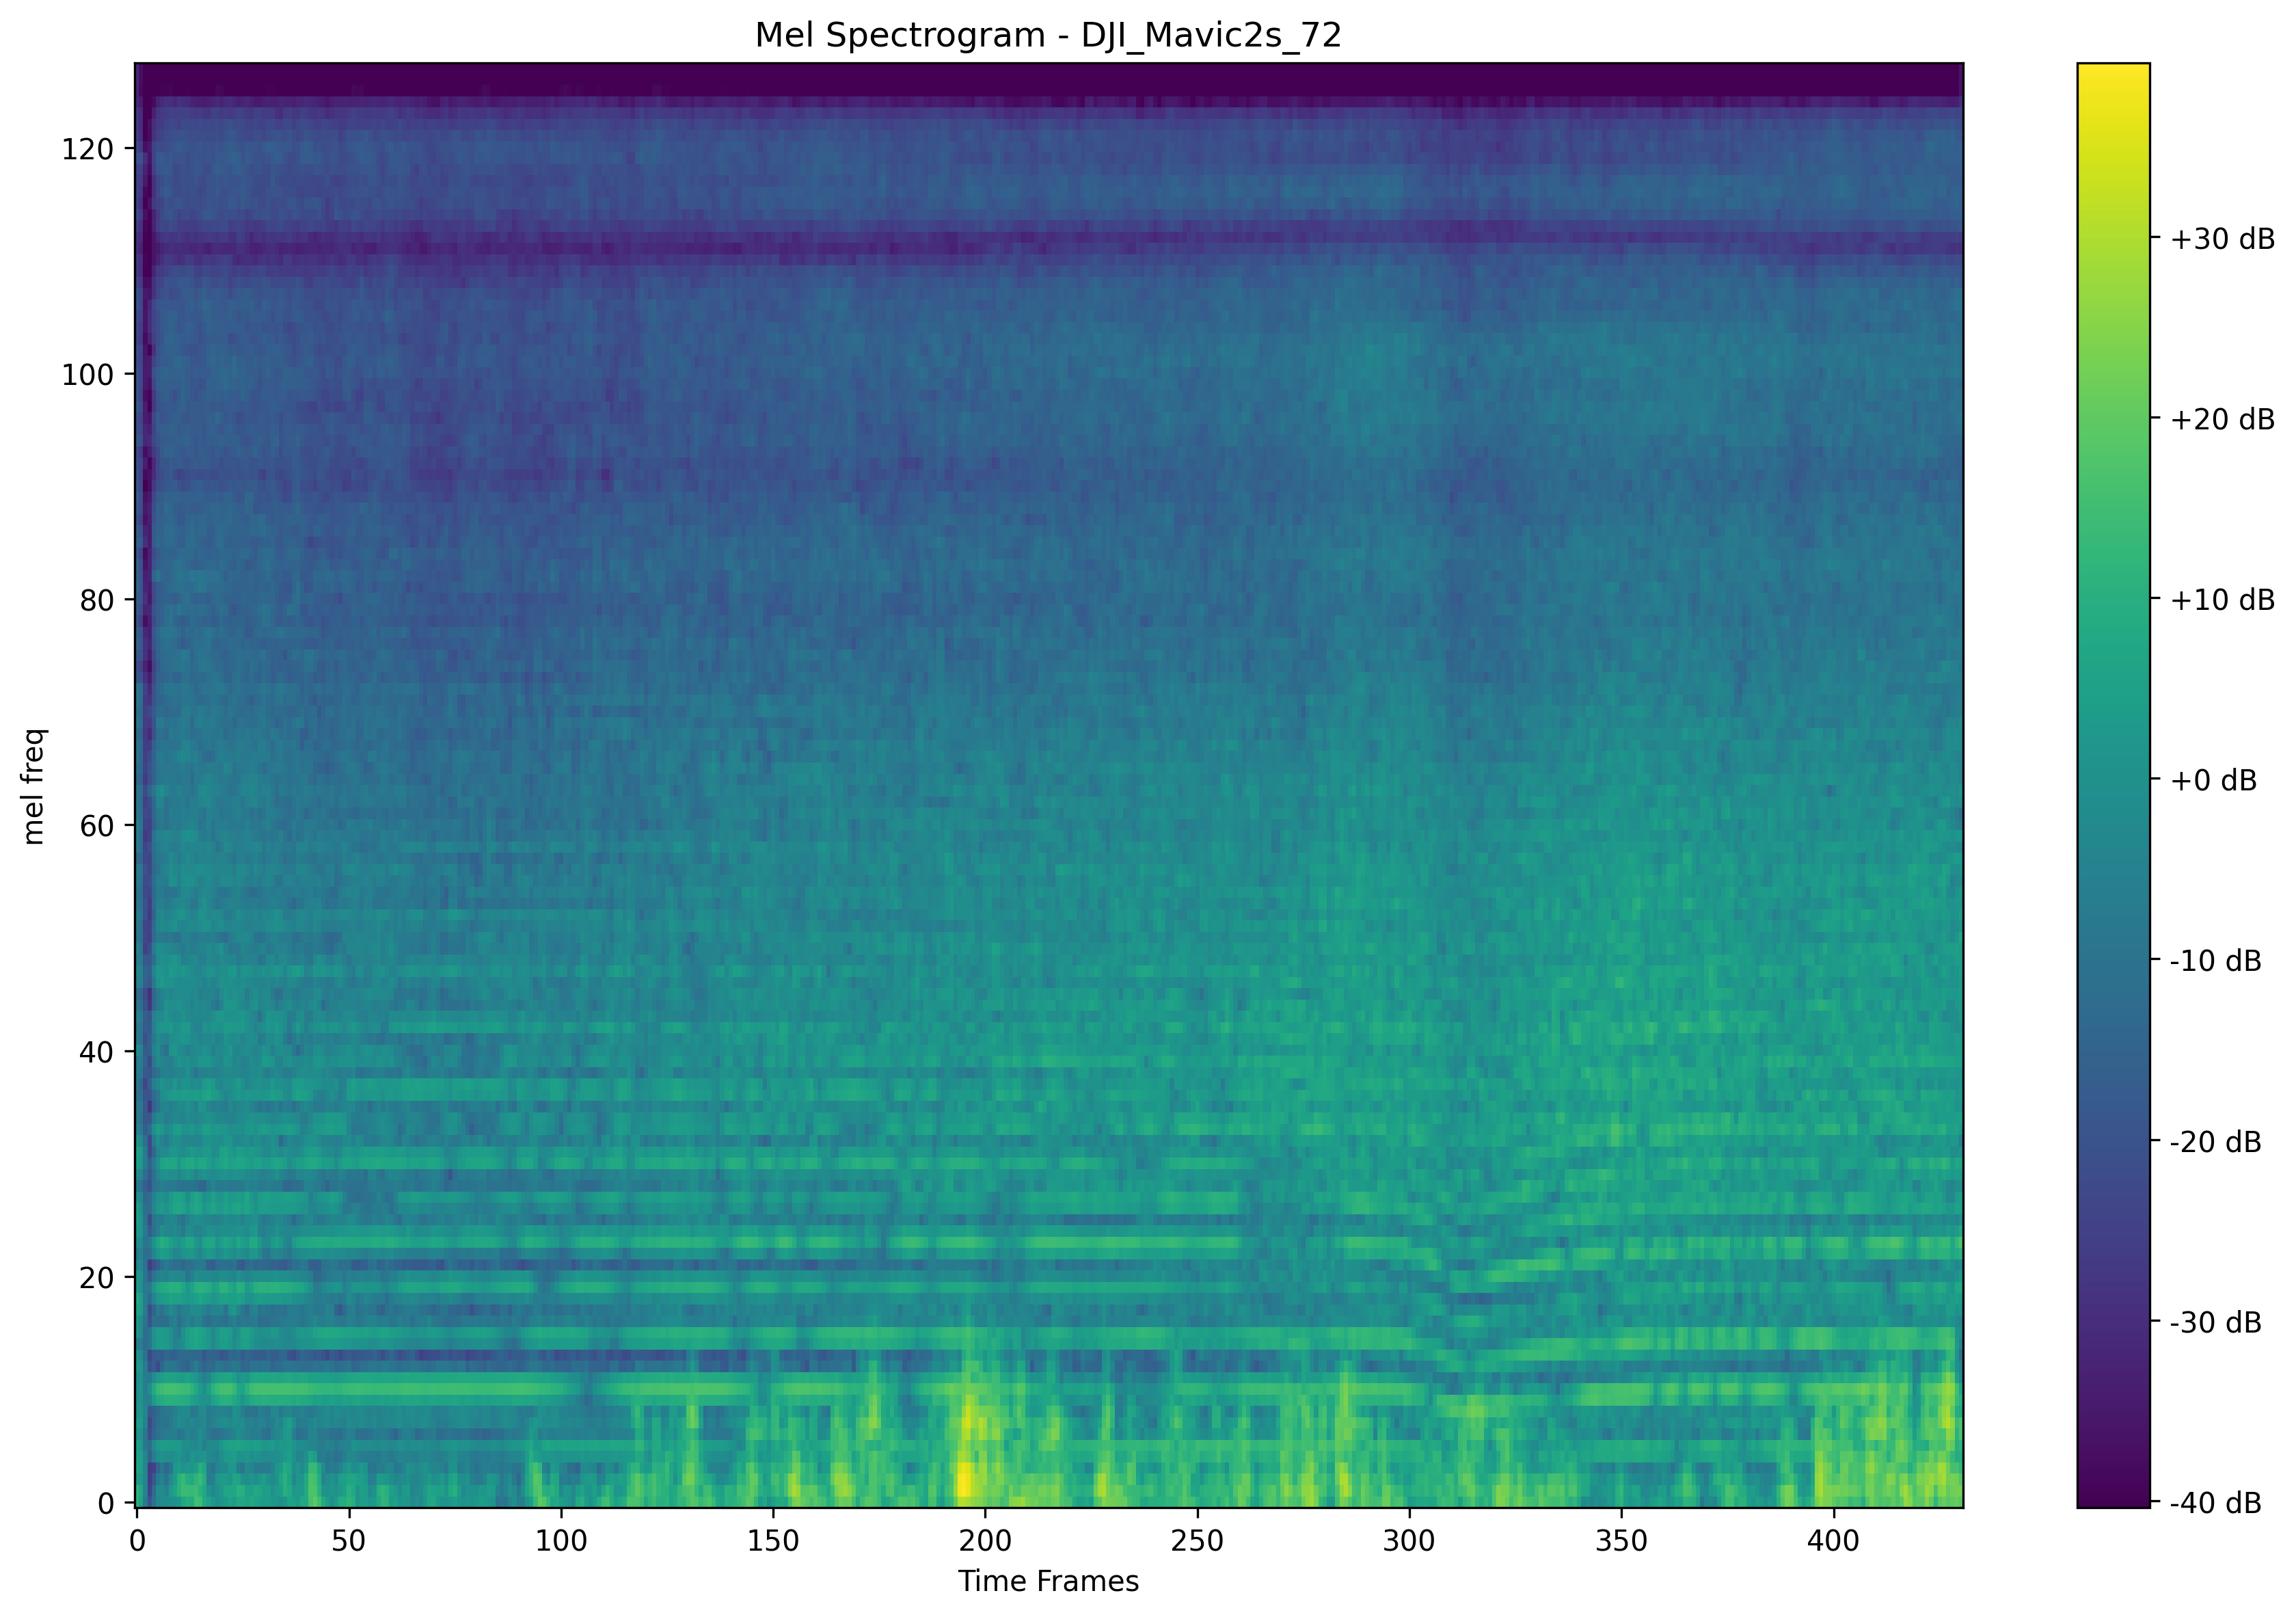 Mel Spectrogram - DJI_Mavic2s_72
mel freq
120
100
80
60
40
20
0
0 50 100 150 200 250 300 350 400
Time Frames
+30 dB
+20 dB
+10 dB
+0 dB
-10 dB
-20 dB
-30 dB
-40 dB